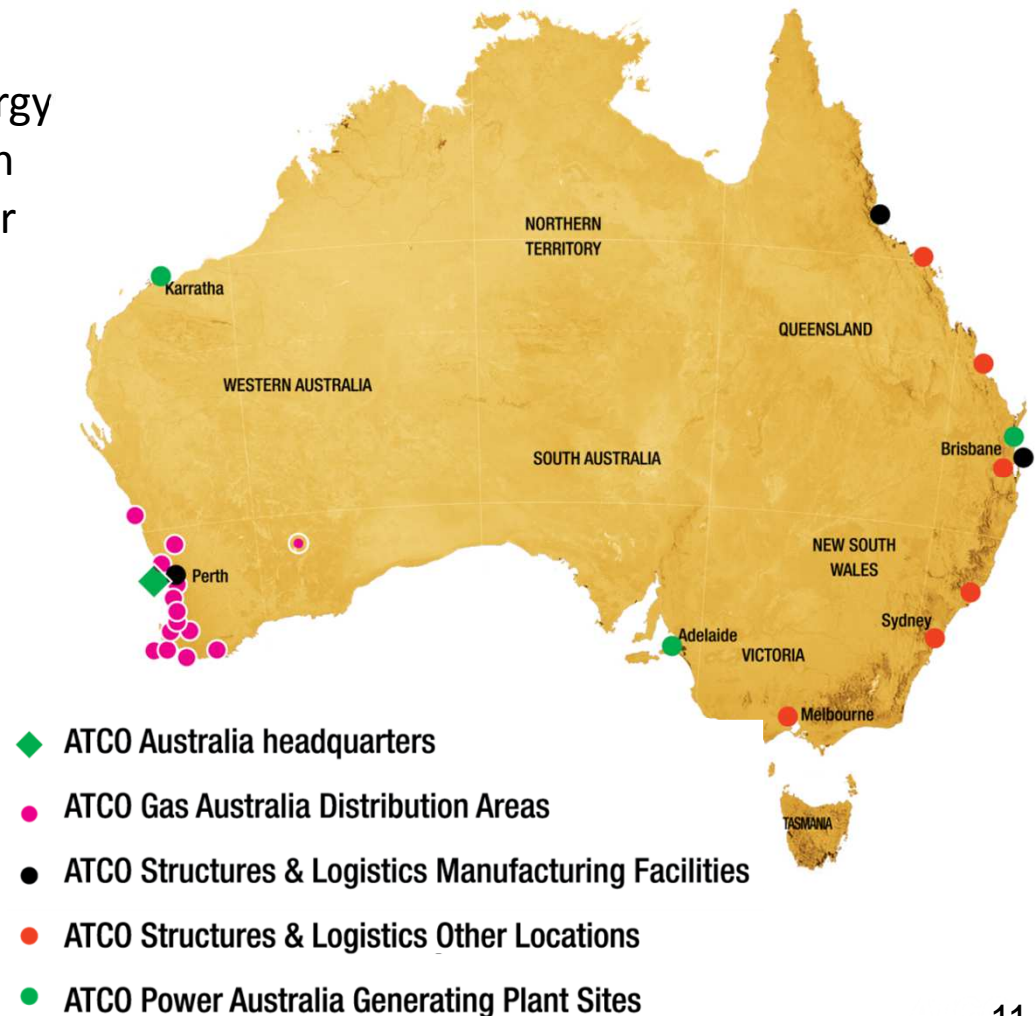 rgy
n
r
NORTHERN
TERRITORY
Karratha
QUEENSLAND
WESTERN AUSTRALIA
SOUTH AUSTRALIA
Brisbane
NEW SOUTH
WALES
Perth
Sydney
Adelaide
VICTORIA
Melbourne
TASMANIA
ATCO Australia headquarters
ATCO Gas Australia Distribution Areas
ATCO Structures & Logistics Manufacturing Facilities
ATCO Structures & Logistics Other Locations
ATCO Power Australia Generating Plant Sites
11